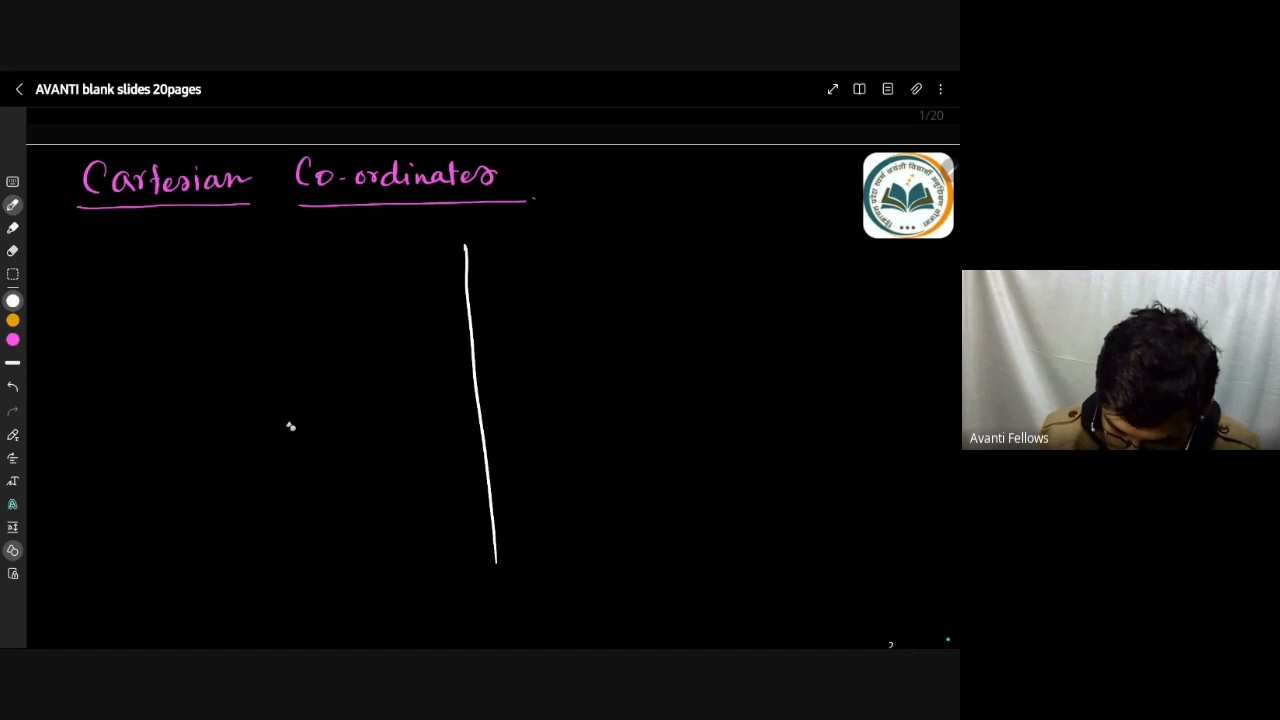 AVANTI blank slides 20pages
1/20
Cartesian Co-ordinates
Avanti Fellows